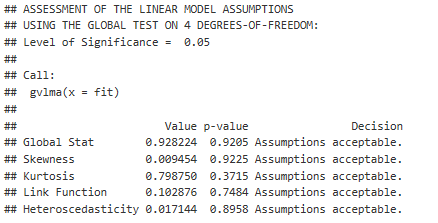 ## ASSESSMENT OF THE LINEAR MODEL ASSUMPTIONS
## USING THE GLOBAL TEST ON 4 DEGREES-OF-FREEDOM:
## Level of Significance =  0.05
##
## Call:
##  gvlma(x = fit)
##
##                       Value p-value                Decision
## Global Stat        0.928224  0.9205 Assumptions acceptable.
## Skewness           0.009454  0.9225 Assumptions acceptable.
## Kurtosis           0.798750  0.3715 Assumptions acceptable.
## Link Function      0.102876  0.7484 Assumptions acceptable.
## Heteroscedasticity 0.017144  0.8958 Assumptions acceptable.